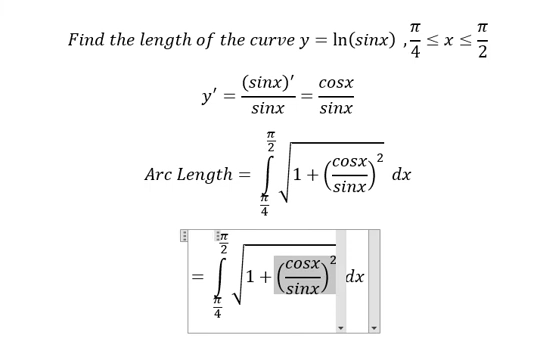 Find the length of the curve y = ln(sinx) , π/4 ≤ x ≤ π/2
y′ = (sinx)′/sinx = cosx/sinx
Arc Length = ∫_{π/4}^{π/2} √(1 + (cosx/sinx)²) dx
= ∫_{π/4}^{π/2} √(1 + (cosx/sinx)²) dx